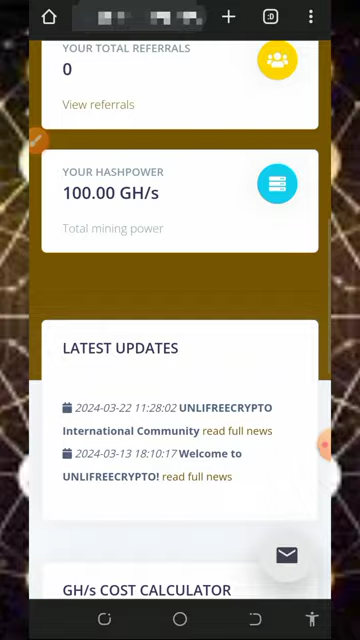 :D
YOUR TOTAL REFERRALS
0
View referrals
YOUR HASHPOWER
100.00 GH/s
Total mining power
LATEST UPDATES
2024-03-22 11:28:02 UNLIFREECRYPTO
International Community read full news
2024-03-13 18:10:17 Welcome to
UNLIFREECRYPTO! read full news
GH/s COST CALCULATOR